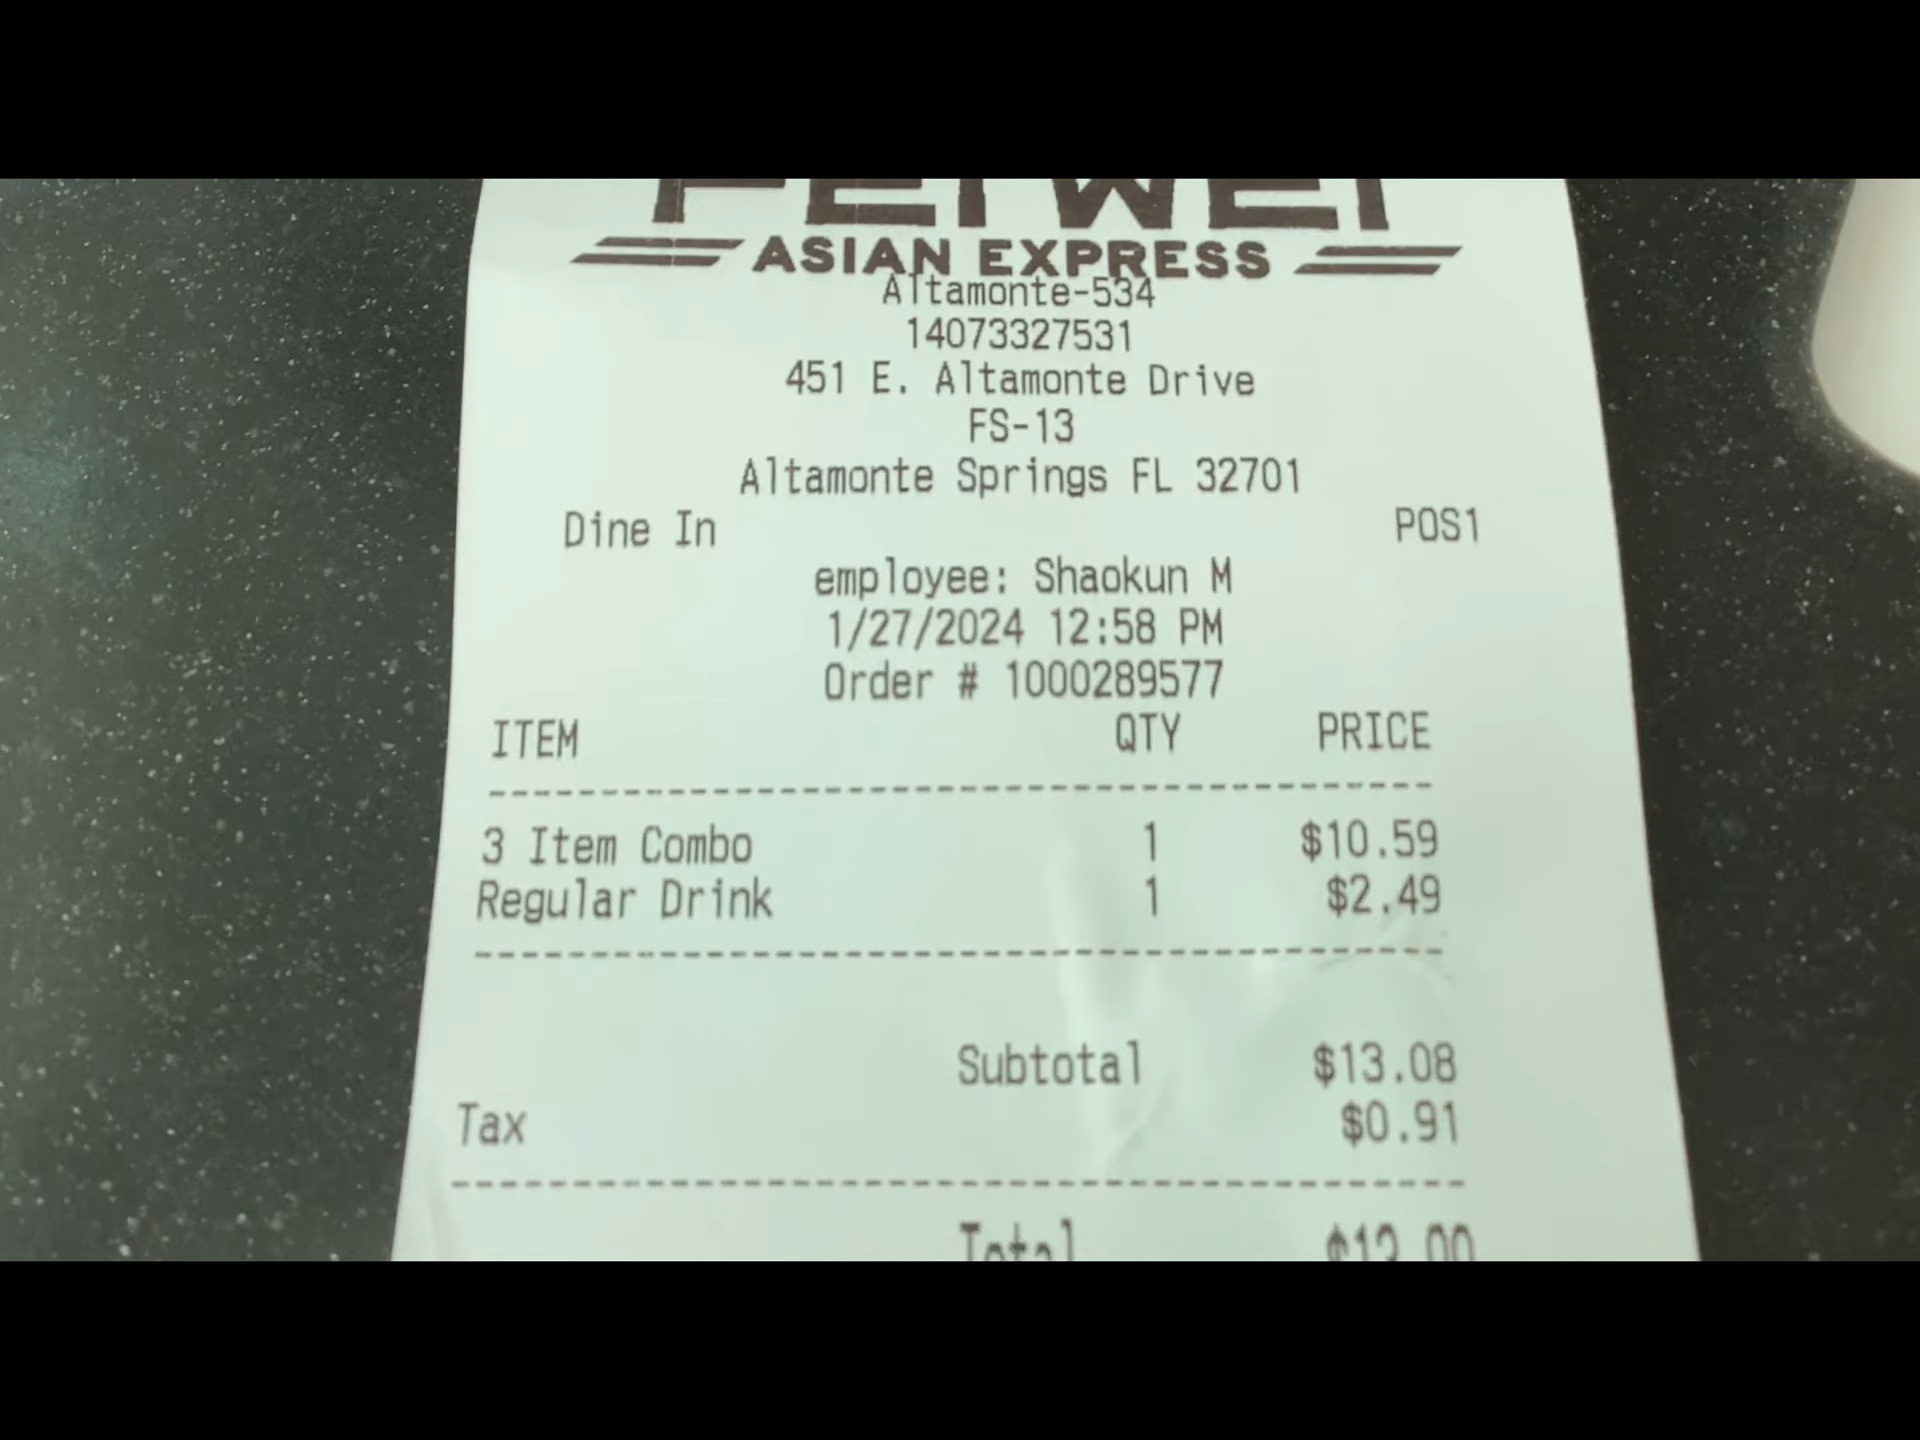 FEIWEI
ASIAN EXPRESS
Altamonte-534
14073327531
451 E. Altamonte Drive
FS-13
Altamonte Springs FL 32701
Dine In POS1
employee: Shaokun M
1/27/2024 12:58 PM
Order # 1000289577
ITEM QTY PRICE
3 Item Combo 1 $10.59
Regular Drink 1 $2.49
Subtotal $13.08
Tax $0.91
Total